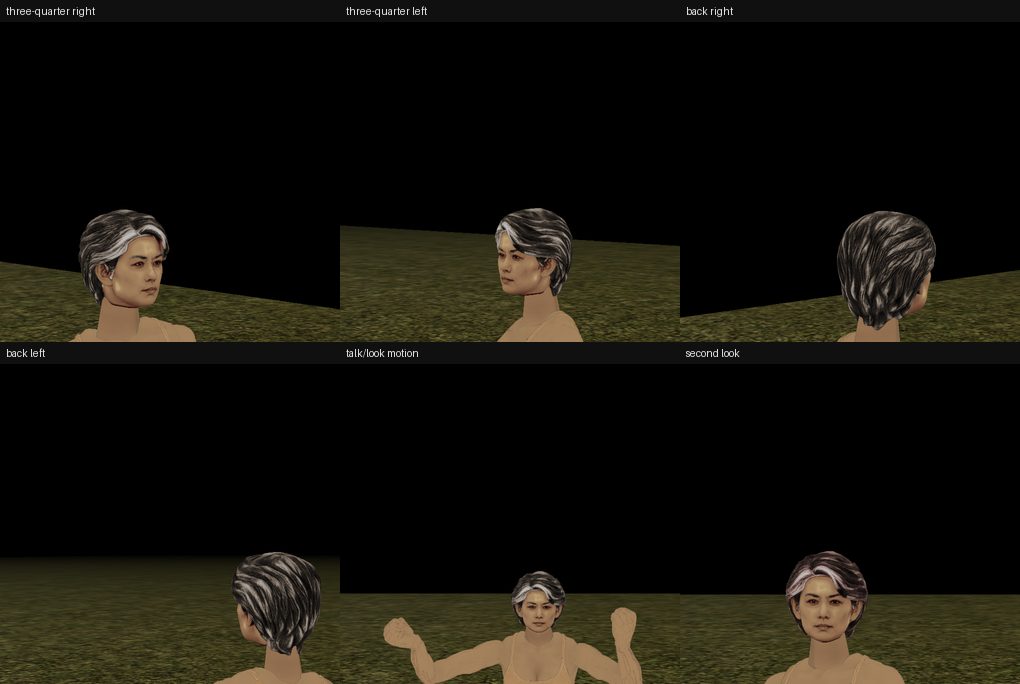 three-quarter right
three-quarter left
back right
back left
talk/look motion
second look